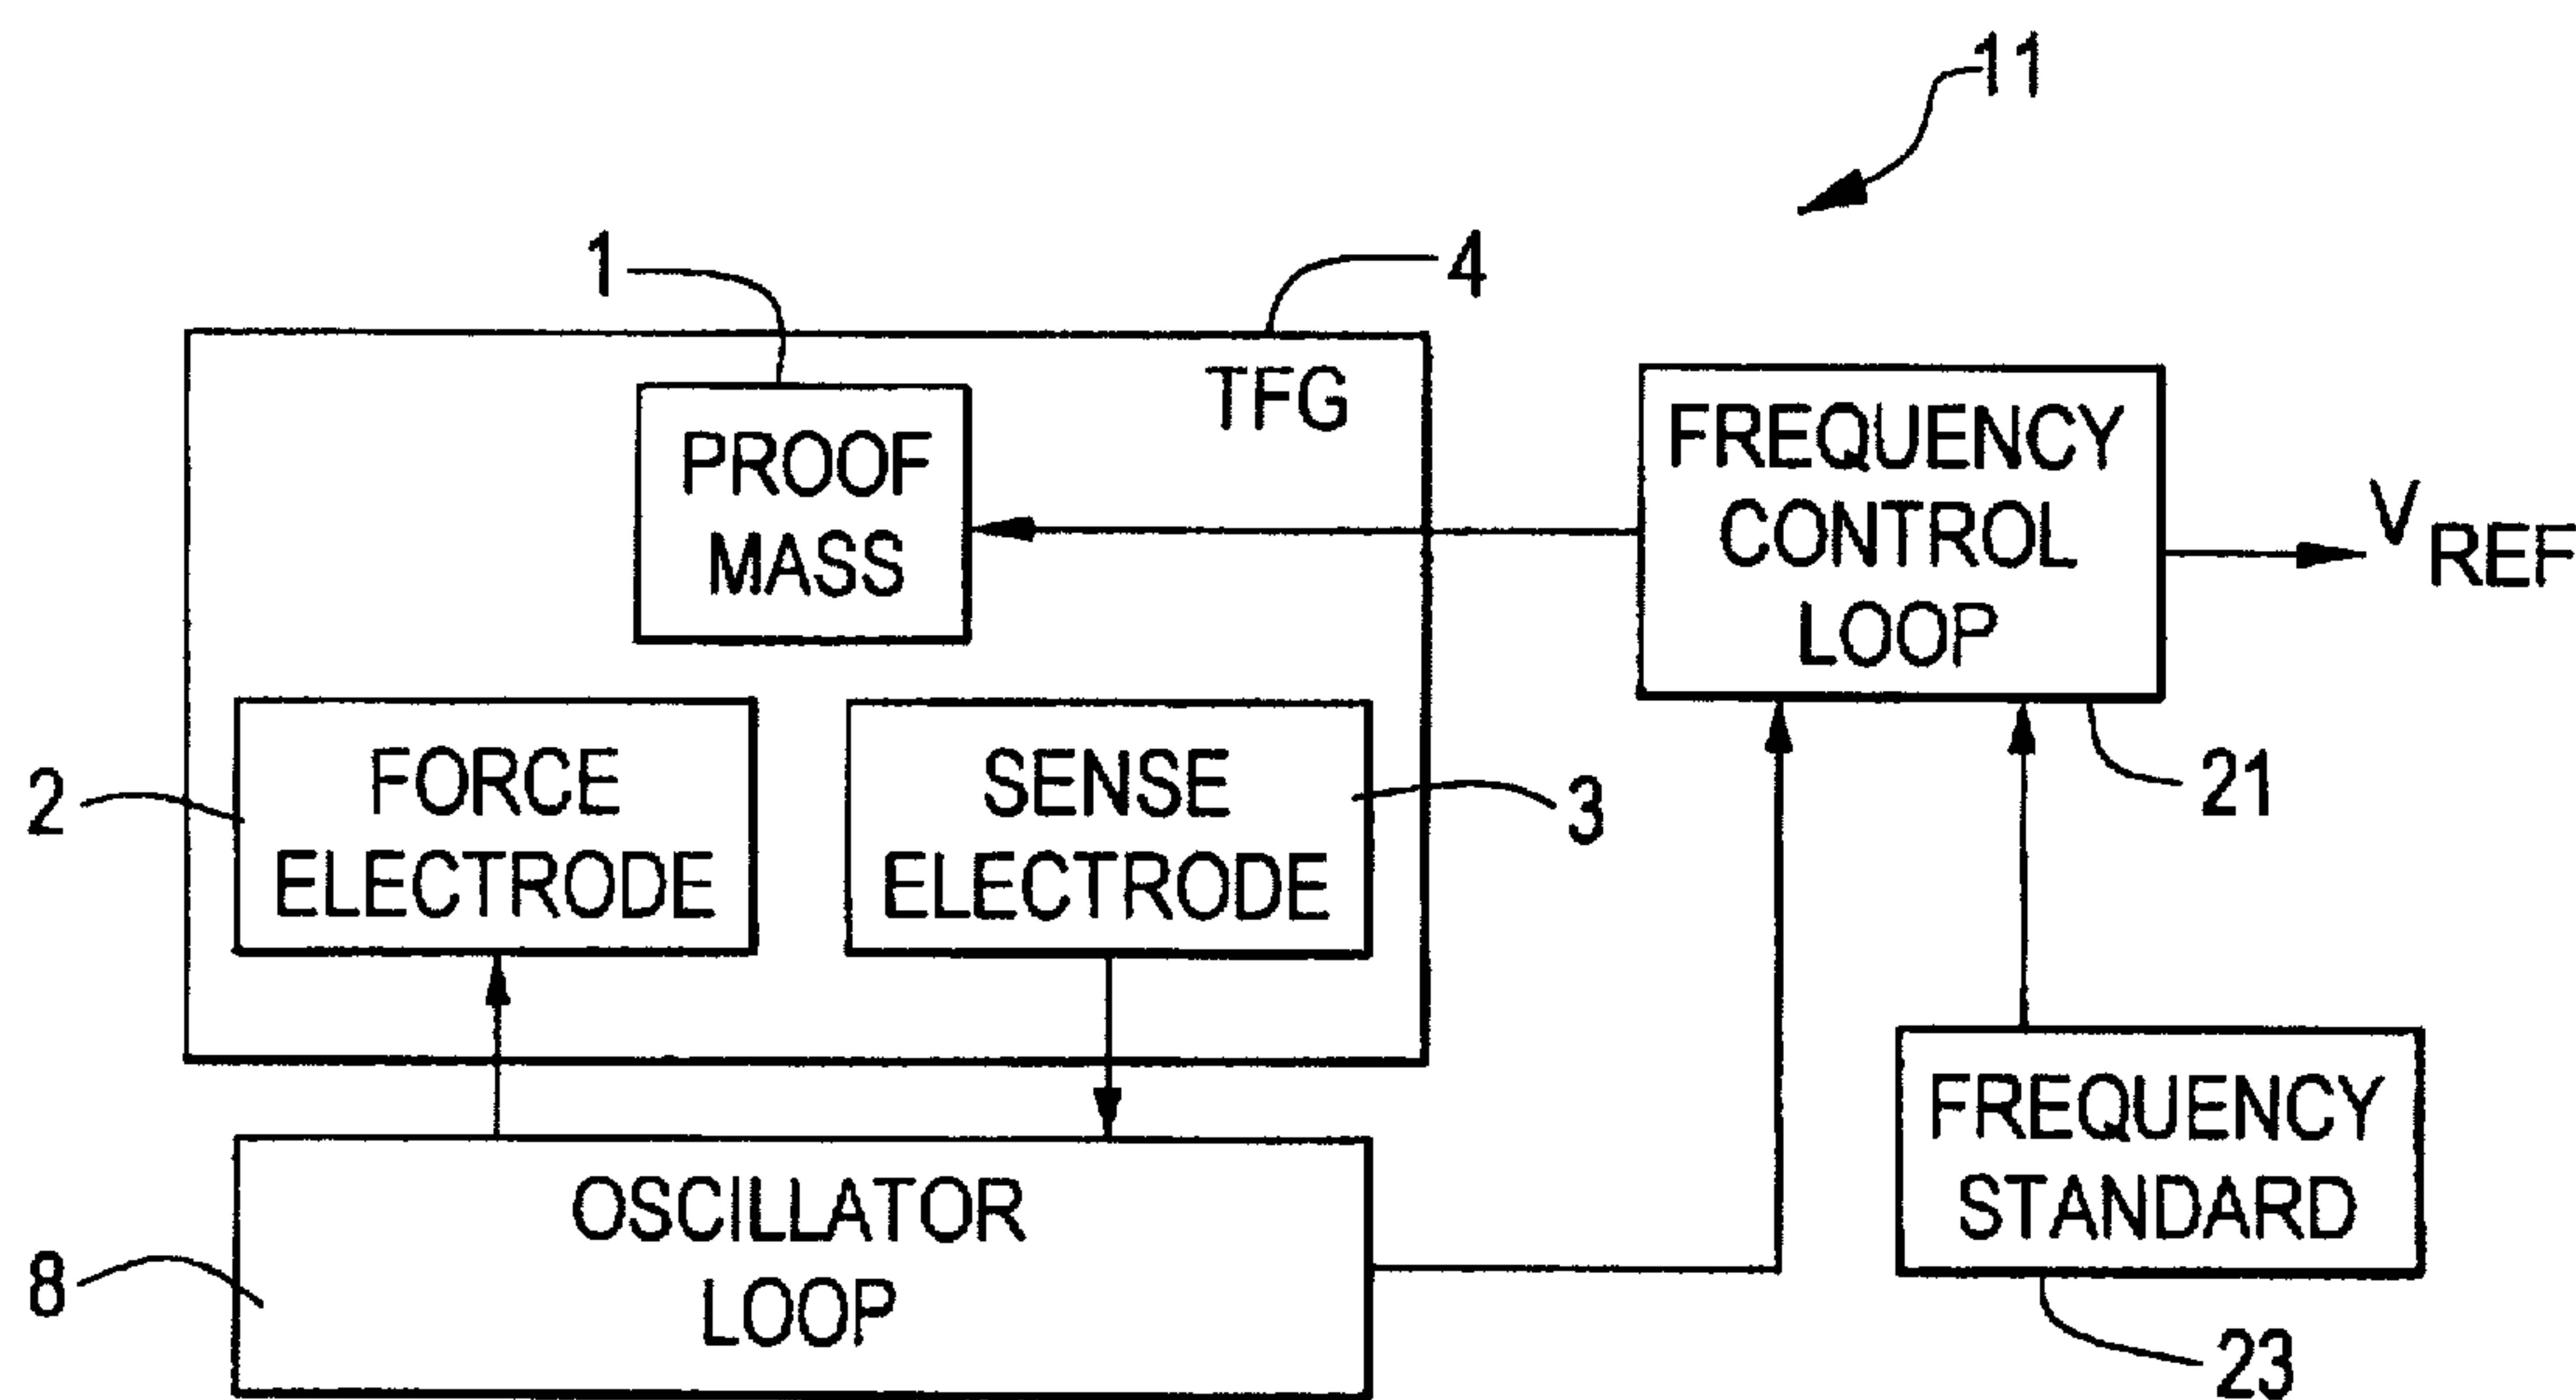 11
1
4
TFG
PROOF
MASS
FREQUENCY
CONTROL
LOOP
VREF
2
FORCE
ELECTRODE
SENSE
ELECTRODE
3
21
FREQUENCY
STANDARD
8
OSCILLATOR
LOOP
23